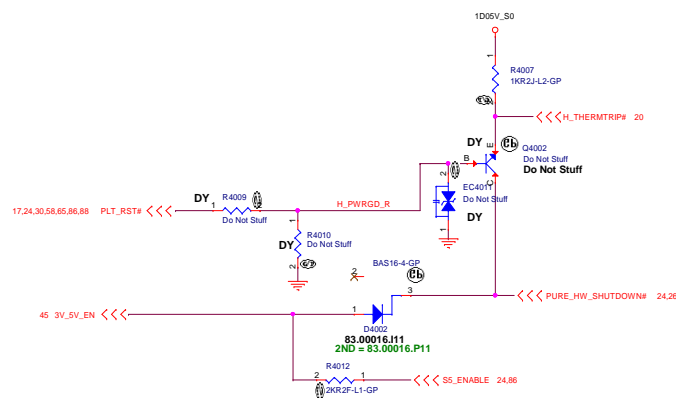 1D05V_S0
1
R4007
1KR2J-L2-GP
H_THERMTRIP# 20
DY
E
Q4002
Do Not Stuff
Do Not Stuff
B
C
2
EC4011
Do Not Stuff
DY
1
DY
R4009
17,24,30,58,65,86,88 PLT_RST#
1
2
Do Not Stuff
H_PWRGD_R
1
R4010
DY
Do Not Stuff
2
BAS16-4-GP
2
3
PURE_HW_SHUTDOWN# 24,26
45 3V_5V_EN
1
D4002
83.00016.I11
2ND = 83.00016.P11
R4012
2
1
2KR2F-L1-GP
S5_ENABLE 24,86